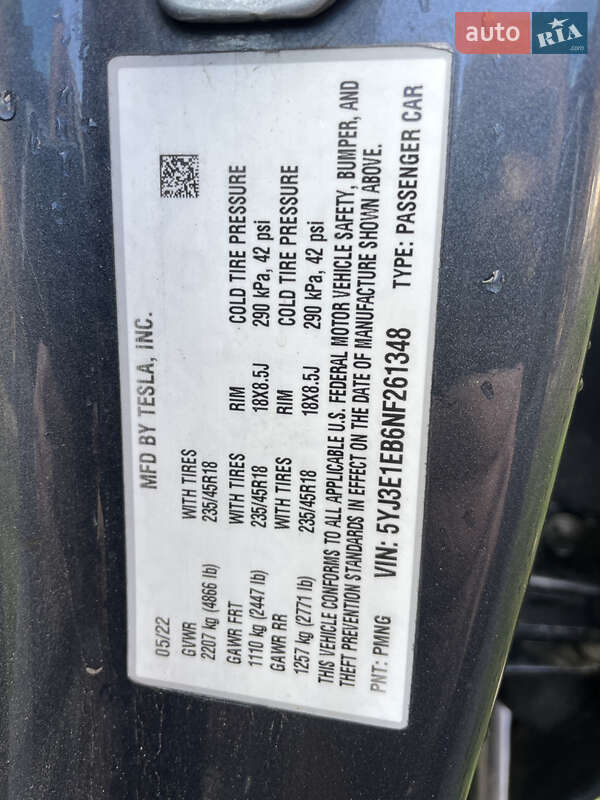 auto RIA.com
MFD BY TESLA, INC.
05/22
GVWR WITH TIRES
2207 kg (4866 lb) 235/45R18
GAWR FRT WITH TIRES RIM COLD TIRE PRESSURE
1110 kg (2447 lb) 235/45R18 18X8.5J 290 kPa, 42 psi
GAWR RR WITH TIRES RIM COLD TIRE PRESSURE
1257 kg (2771 lb) 235/45R18 18X8.5J 290 kPa, 42 psi
THIS VEHICLE CONFORMS TO ALL APPLICABLE U.S. FEDERAL MOTOR VEHICLE SAFETY, BUMPER, AND
THEFT PREVENTION STANDARDS IN EFFECT ON THE DATE OF MANUFACTURE SHOWN ABOVE.
PNT: PMNG VIN: 5YJ3E1EB6NF261348 TYPE: PASSENGER CAR